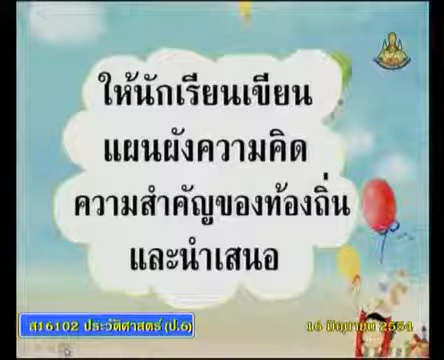 ให้นักเรียนเขียน
แผนผังความคิด
ความสำคัญของท้องถิ่น
และนำเสนอ
ส16102 ประวัติศาสตร์ (ป.6)
16 มิถุนายน 2554